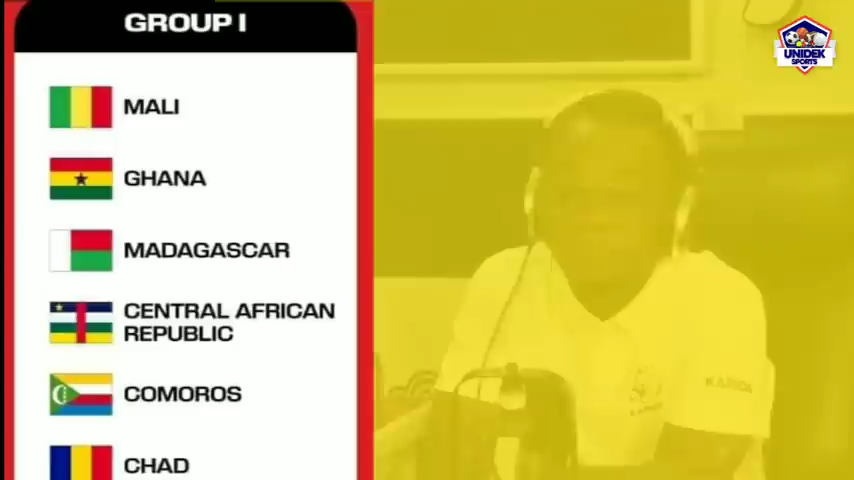 GROUP I
MALI
GHANA
MADAGASCAR
CENTRAL AFRICAN
REPUBLIC
COMOROS
CHAD
UNIDEK
SPORTS